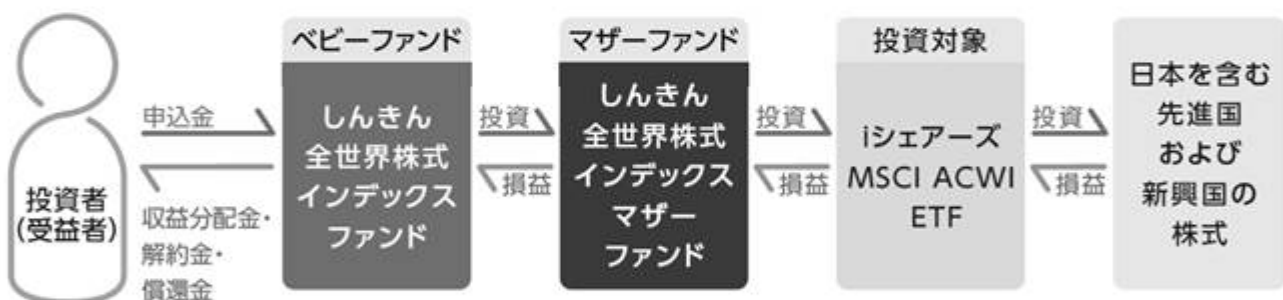 投資者
(受益者)
申込金
収益分配金・
解約金・
償還金
ベビーファンド
しんきん
全世界株式
インデックス
ファンド
投資
損益
マザーファンド
しんきん
全世界株式
インデックス
マザー
ファンド
投資
損益
投資対象
iシェアーズ
MSCI ACWI
ETF
投資
損益
日本を含む
先進国
および
新興国の
株式